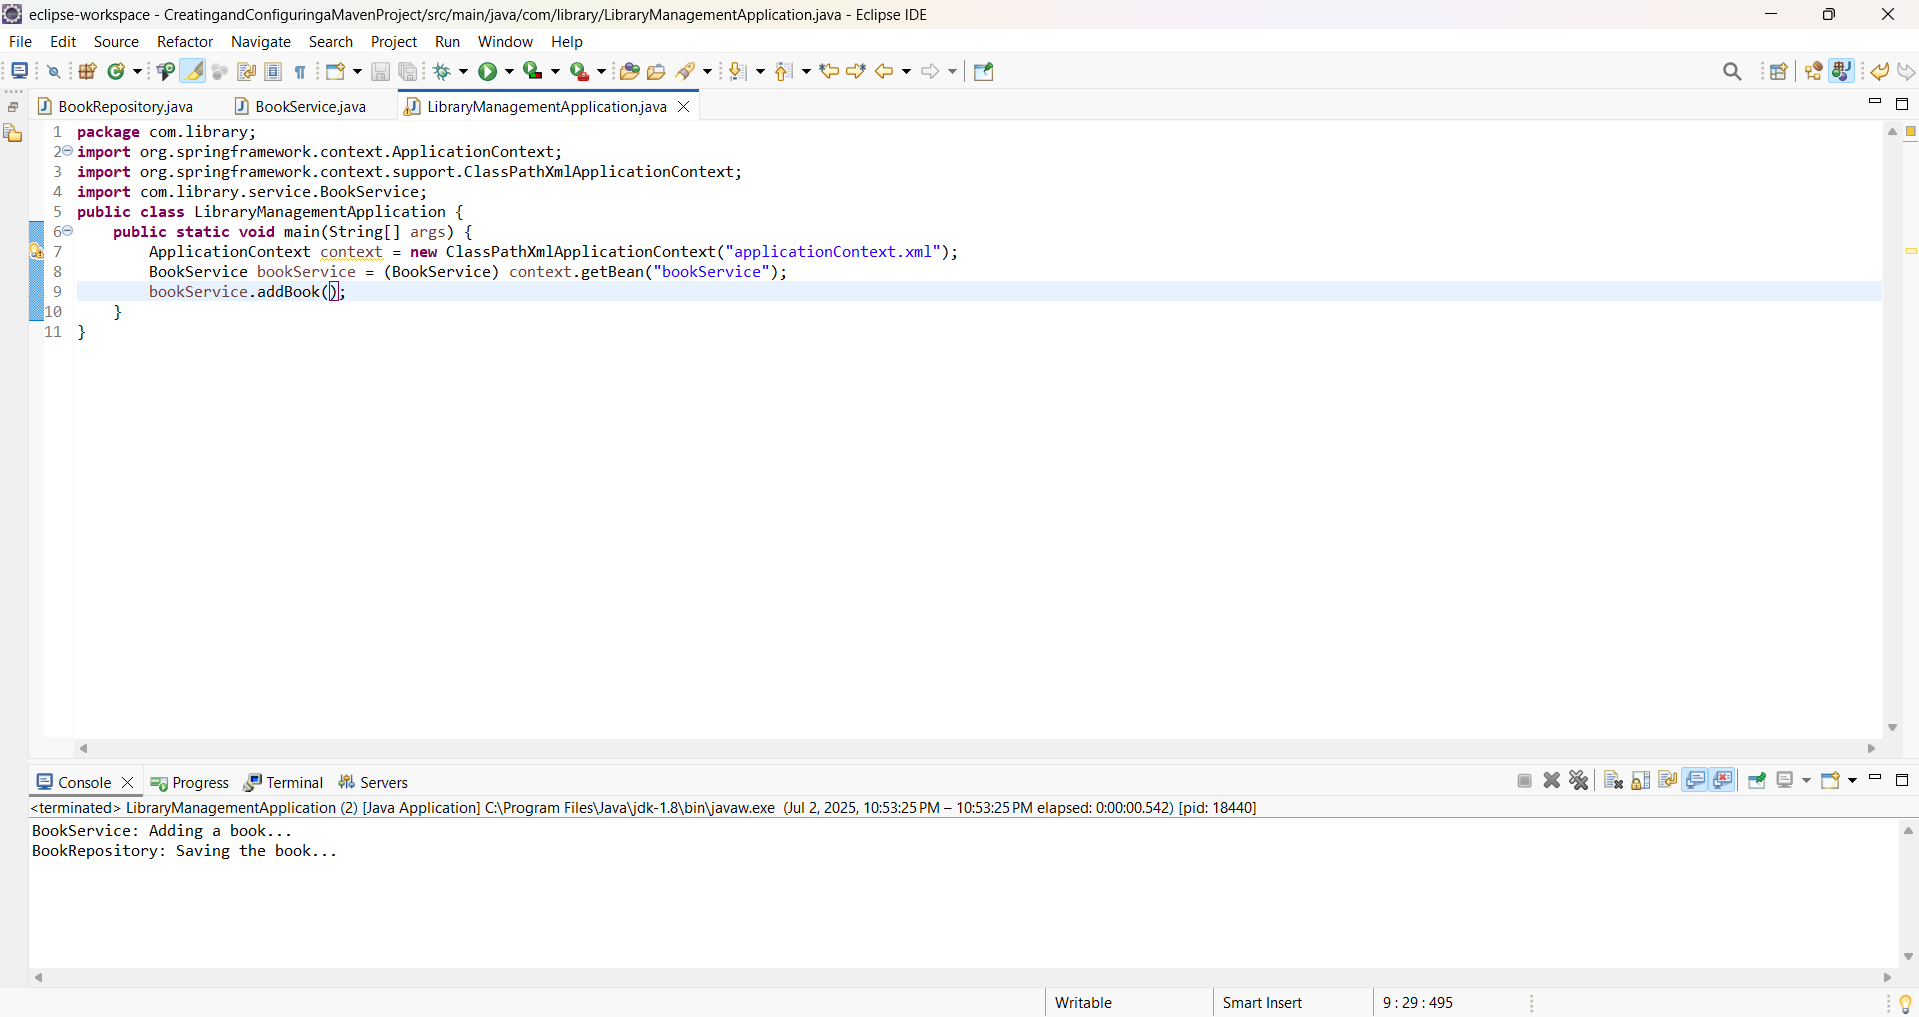 eclipse-workspace - CreatingandConfiguringaMavenProject/src/main/java/com/library/LibraryManagementApplication.java - Eclipse IDE
File Edit Source Refactor Navigate Search Project Run Window Help
BookRepository.java BookService.java LibraryManagementApplication.java
1 package com.library;
2 import org.springframework.context.ApplicationContext;
3 import org.springframework.context.support.ClassPathXmlApplicationContext;
4 import com.library.service.BookService;
5 public class LibraryManagementApplication {
6 public static void main(String[] args) {
7 ApplicationContext context = new ClassPathXmlApplicationContext("applicationContext.xml");
8 BookService bookService = (BookService) context.getBean("bookService");
9 bookService.addBook();
10 }
11 }
Console Progress Terminal Servers
<terminated> LibraryManagementApplication (2) [Java Application] C:\Program Files\Java\jdk-1.8\bin\javaw.exe (Jul 2, 2025, 10:53:25 PM – 10:53:25 PM elapsed: 0:00:00.542) [pid: 18440]
BookService: Adding a book...
BookRepository: Saving the book...
Writable Smart Insert 9 : 29 : 495